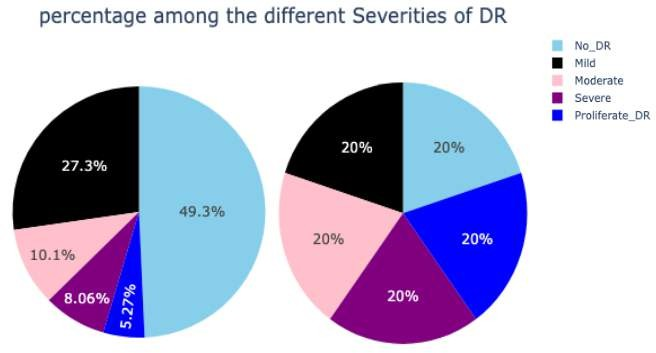 percentage among the different Severities of DR
No_DR
Mild
Moderate
Severe
Proliferate_DR
27.3%
49.3%
10.1%
8.06%
5.27%
20%
20%
20%
20%
20%